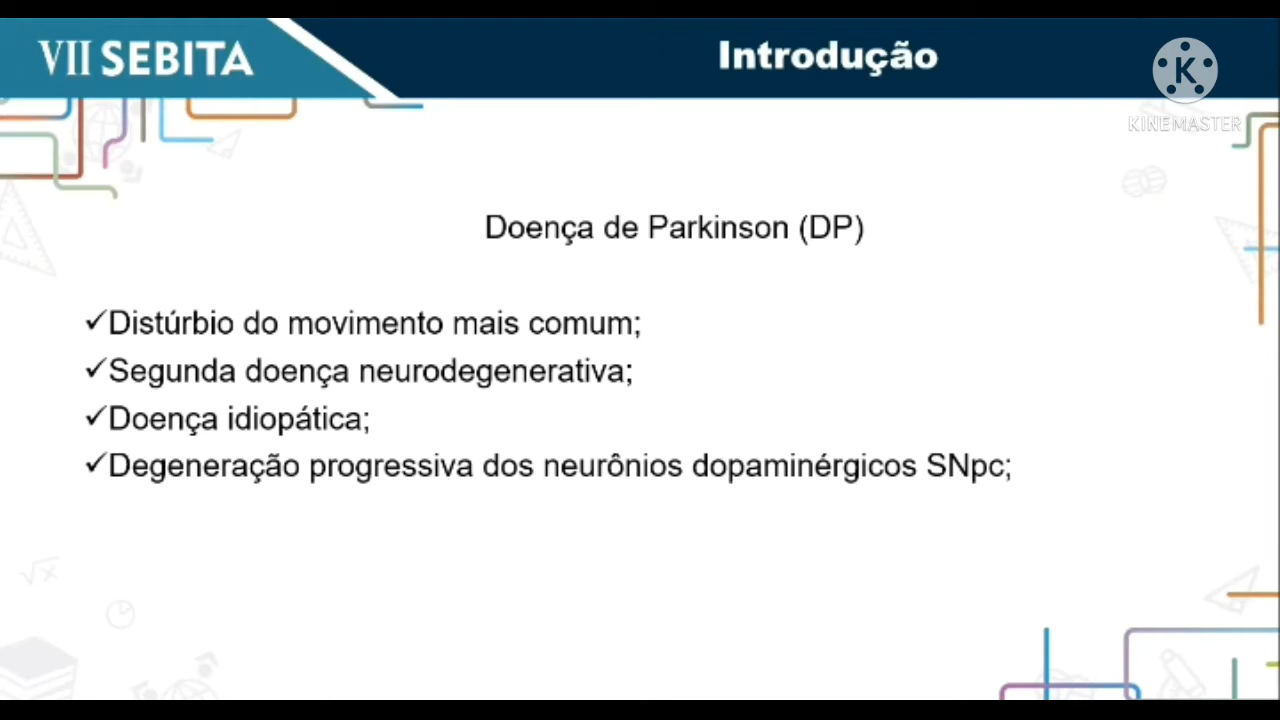 VII SEBITA
Introdução
K
KINEMASTER
Doença de Parkinson (DP)
✓Distúrbio do movimento mais comum;
✓Segunda doença neurodegenerativa;
✓Doença idiopática;
✓Degeneração progressiva dos neurônios dopaminérgicos SNpc;